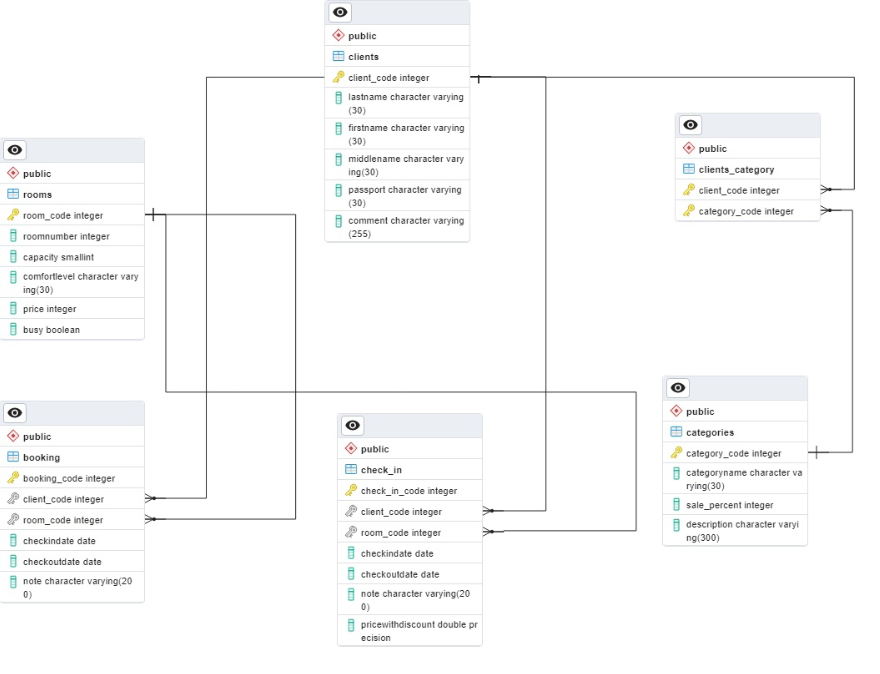 public
clients
client_code integer
lastname character varying
(30)
firstname character varying
(30)
middlename character vary
ing(30)
passport character varying
(30)
comment character varying
(255)
public
rooms
room_code integer
roomnumber integer
capacity smallint
comfortlevel character vary
ing(30)
price integer
busy boolean
public
clients_category
client_code integer
category_code integer
public
booking
booking_code integer
client_code integer
room_code integer
checkindate date
checkoutdate date
note character varying(20
0)
public
check_in
check_in_code integer
client_code integer
room_code integer
checkindate date
checkoutdate date
note character varying(20
0)
pricewithdiscount double pr
ecision
public
categories
category_code integer
categoryname character va
rying(30)
sale_percent integer
description character varyi
ng(300)